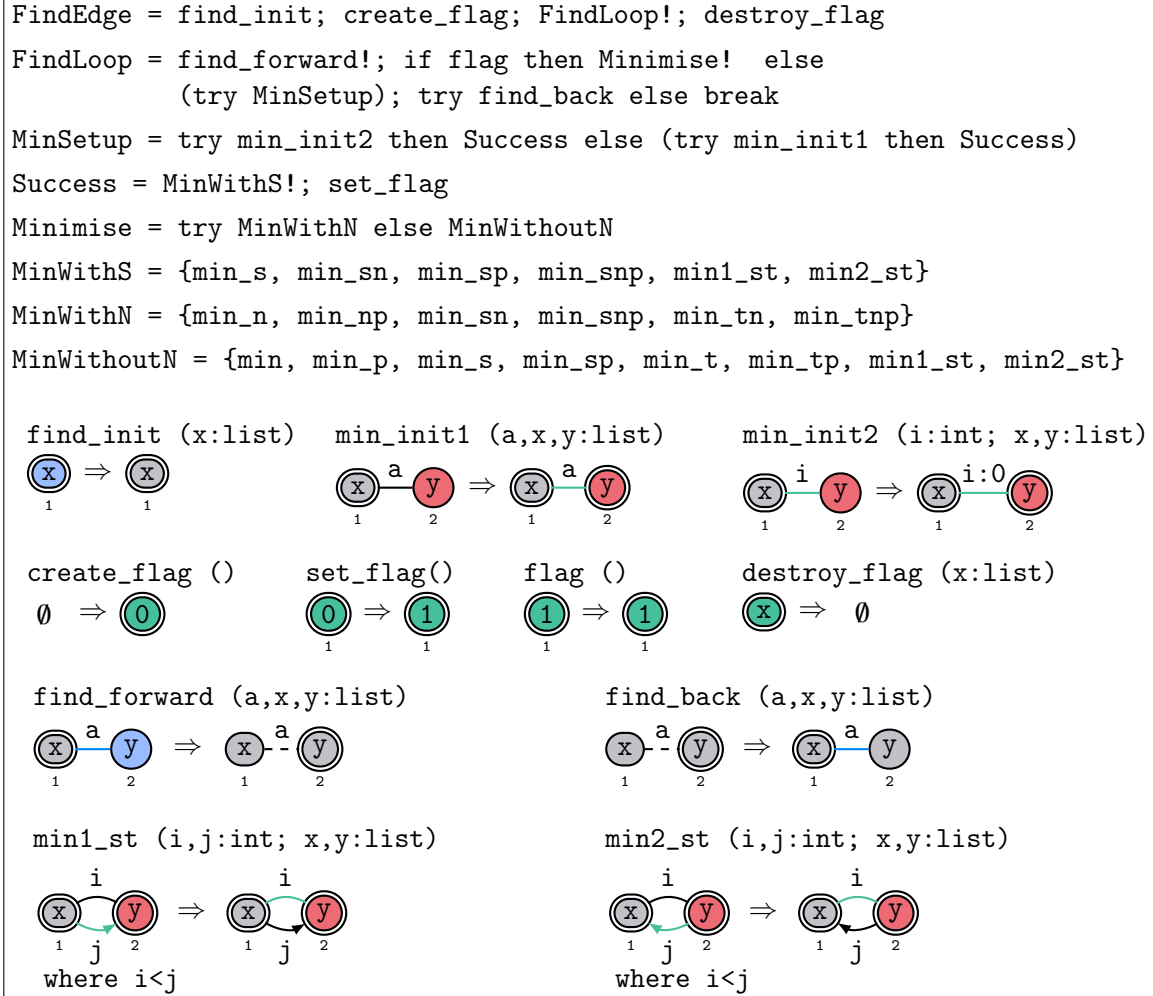 FindEdge = find_init; create_flag; FindLoop!; destroy_flag
FindLoop = find_forward!; if flag then Minimise! else
(try MinSetup); try find_back else break
MinSetup = try min_init2 then Success else (try min_init1 then Success)
Success = MinWithS!; set_flag
Minimise = try MinWithN else MinWithoutN
MinWithS = {min_s, min_sn, min_sp, min_snp, min1_st, min2_st}
MinWithN = {min_n, min_np, min_sn, min_snp, min_tn, min_tnp}
MinWithoutN = {min, min_p, min_s, min_sp, min_t, min_tp, min1_st, min2_st}
find_init (x:list) min_init1 (a,x,y:list) min_init2 (i:int; x,y:list)
a a i i:0
x ⇒ x x y ⇒ x y x y ⇒ x y
1 1 1 2 1 2 1 2 1 2
create_flag () set_flag() flag () destroy_flag (x:list)
∅ ⇒ 0 0 ⇒ 1 1 ⇒ 1 x ⇒ ∅
1 1 1 1
find_forward (a,x,y:list) find_back (a,x,y:list)
a a a a
x y ⇒ x y x y ⇒ x y
1 2 1 2 1 2 1 2
min1_st (i,j:int; x,y:list) min2_st (i,j:int; x,y:list)
i i i i
x y ⇒ x y x y ⇒ x y
1 j 2 1 j 2 1 j 2 1 j 2
where i<j where i<j